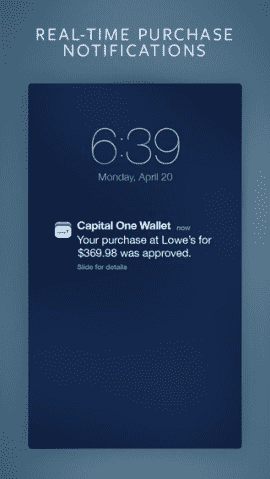 REAL-TIME PURCHASE
NOTIFICATIONS
6:39
Monday, April 20
Capital One Wallet now
Your purchase at Lowe's for
$369.98 was approved.
Slide for details